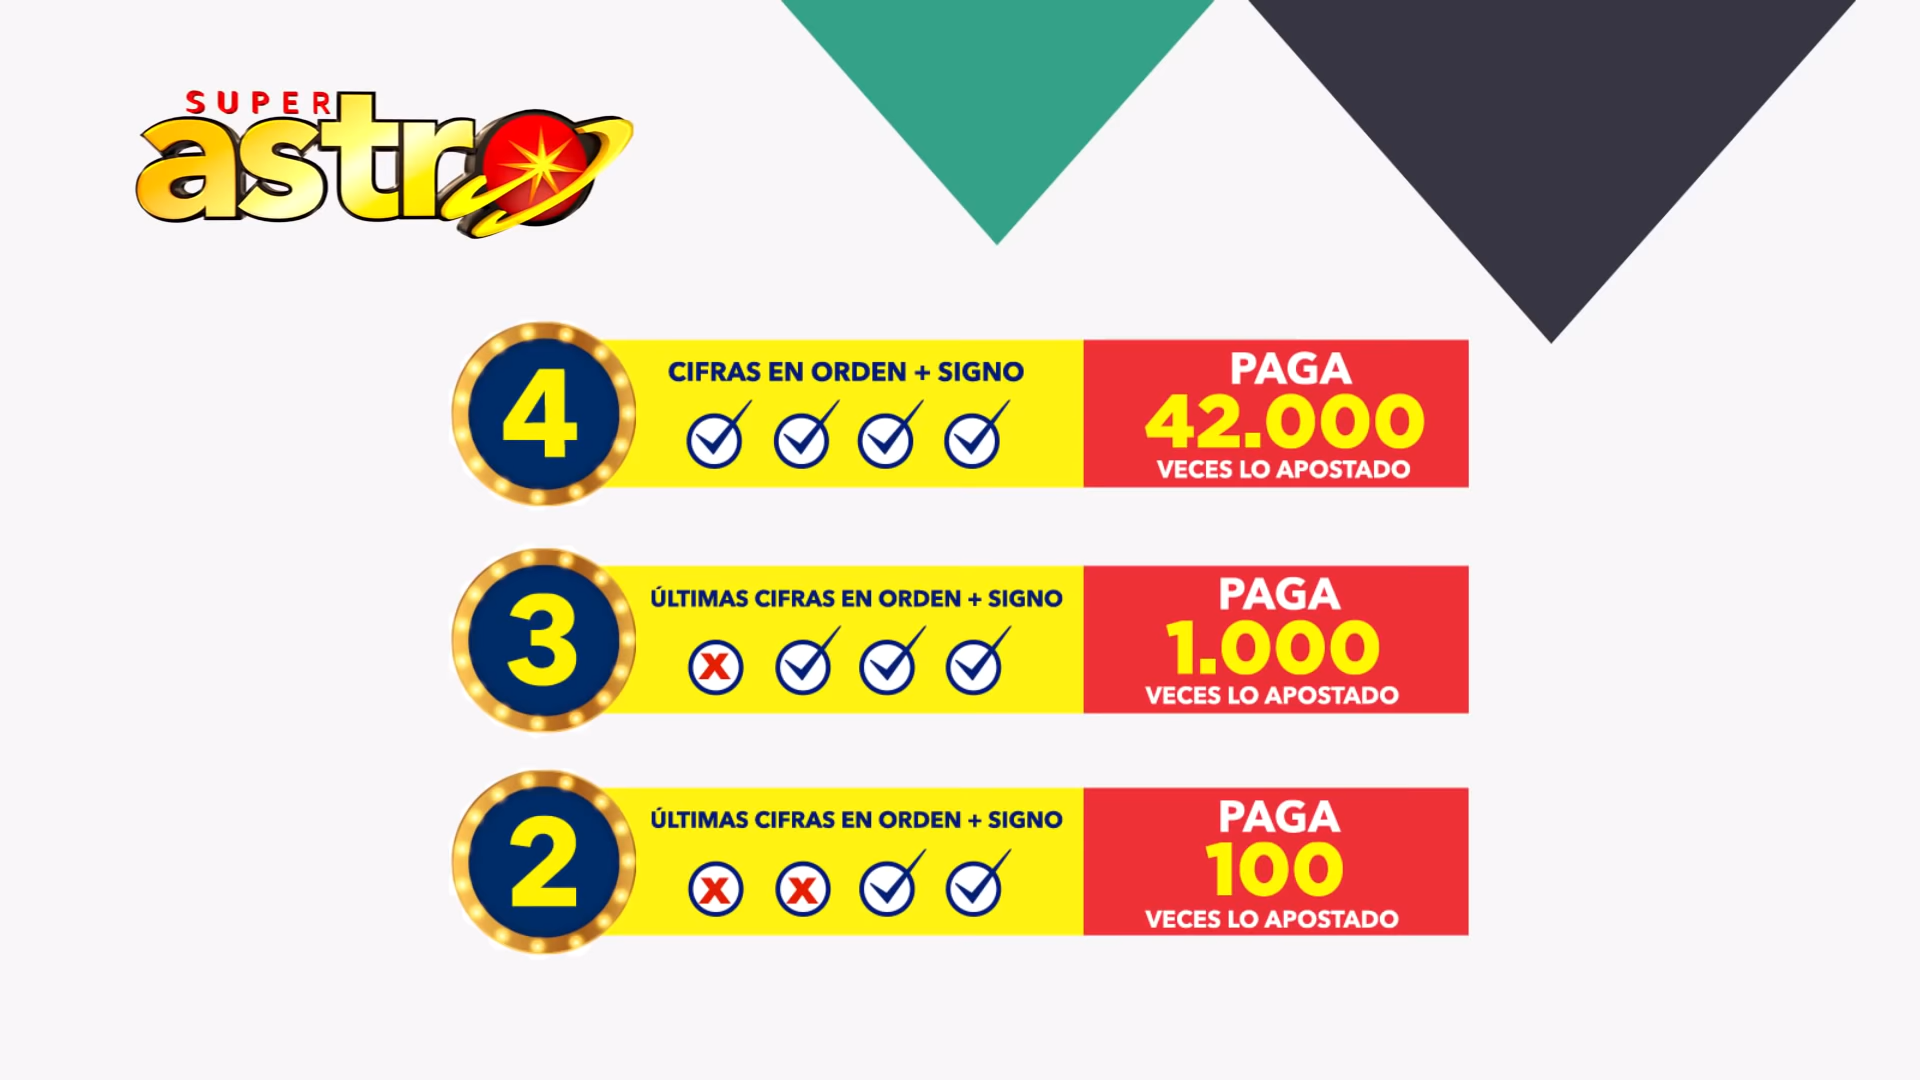 SUPER
astro
4
CIFRAS EN ORDEN + SIGNO
PAGA
42.000
VECES LO APOSTADO
3
ÚLTIMAS CIFRAS EN ORDEN + SIGNO
X
PAGA
1.000
VECES LO APOSTADO
2
ÚLTIMAS CIFRAS EN ORDEN + SIGNO
X X
PAGA
100
VECES LO APOSTADO